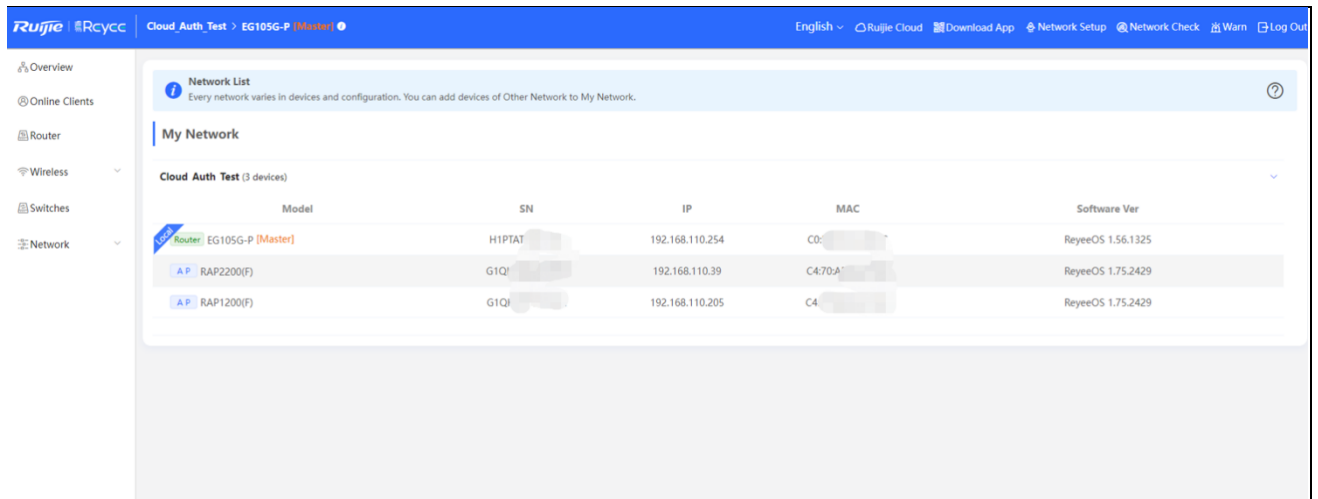 Ruijie Rcycc Cloud_Auth_Test > EG105G-P [Master] English Ruijie Cloud Download App Network Setup Network Check Warn Log Out
Overview
Online Clients
Router
Wireless
Switches
Network
Network List
Every network varies in devices and configuration. You can add devices of Other Network to My Network.
My Network
Cloud Auth Test (3 devices)
Model SN IP MAC Software Ver
Local Router EG105G-P [Master] H1PTAT 192.168.110.254 C0: ReyeeOS 1.56.1325
AP RAP2200(F) G1Q 192.168.110.39 C4:70:A ReyeeOS 1.75.2429
AP RAP1200(F) G1Q 192.168.110.205 C4 ReyeeOS 1.75.2429